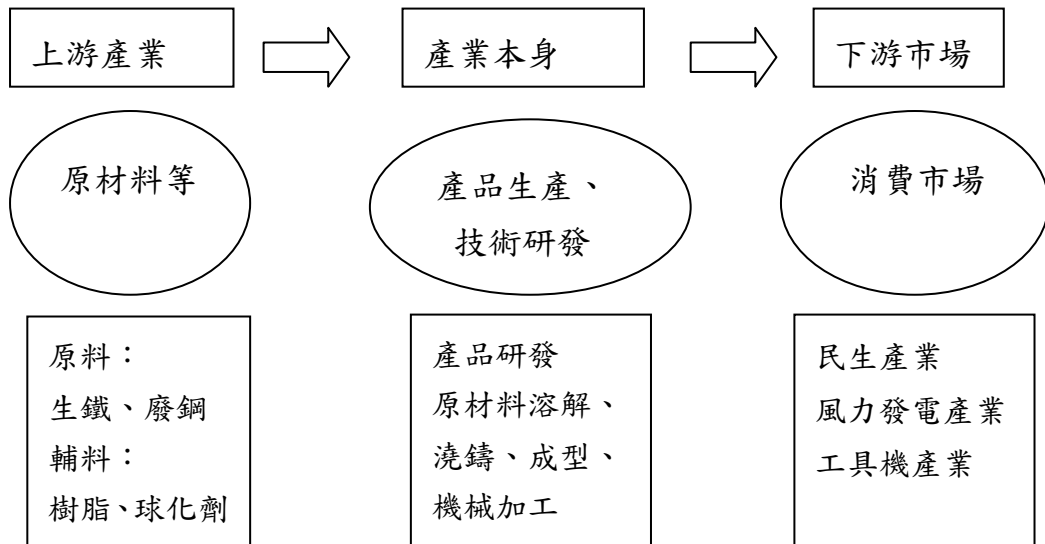 上游產業
產業本身
下游市場
原材料等
產品生產、
技術研發
消費市場
原料：
生鐵、廢鋼
輔料：
樹脂、球化劑
產品研發
原材料溶解、
澆鑄、成型、
機械加工
民生產業
風力發電產業
工具機產業